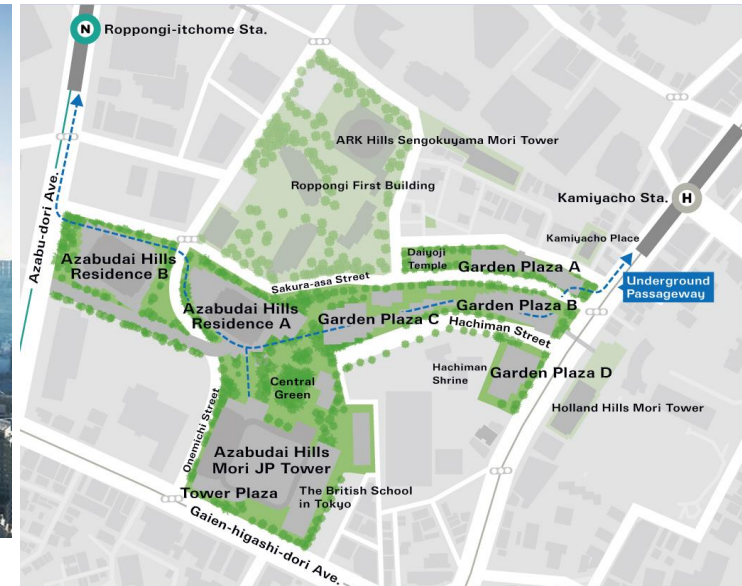 N Roppongi-itchome Sta.
ARK Hills Sengokuyama Mori Tower
Roppongi First Building
Kamiyacho Sta. H
Azabu-dori Ave.
Kamiyacho Place
Azabudai Hills
Residence B
Daiyoji
Temple
Garden Plaza A
Sakura-asa Street
Underground
Passageway
Azabudai Hills
Residence A
Garden Plaza B
Garden Plaza C
Hachiman Street
Hachiman
Shrine
Garden Plaza D
Central
Green
Holland Hills Mori Tower
Onemichi Street
Azabudai Hills
Mori JP Tower
Tower Plaza
The British School
in Tokyo
Gaien-higashi-dori Ave.